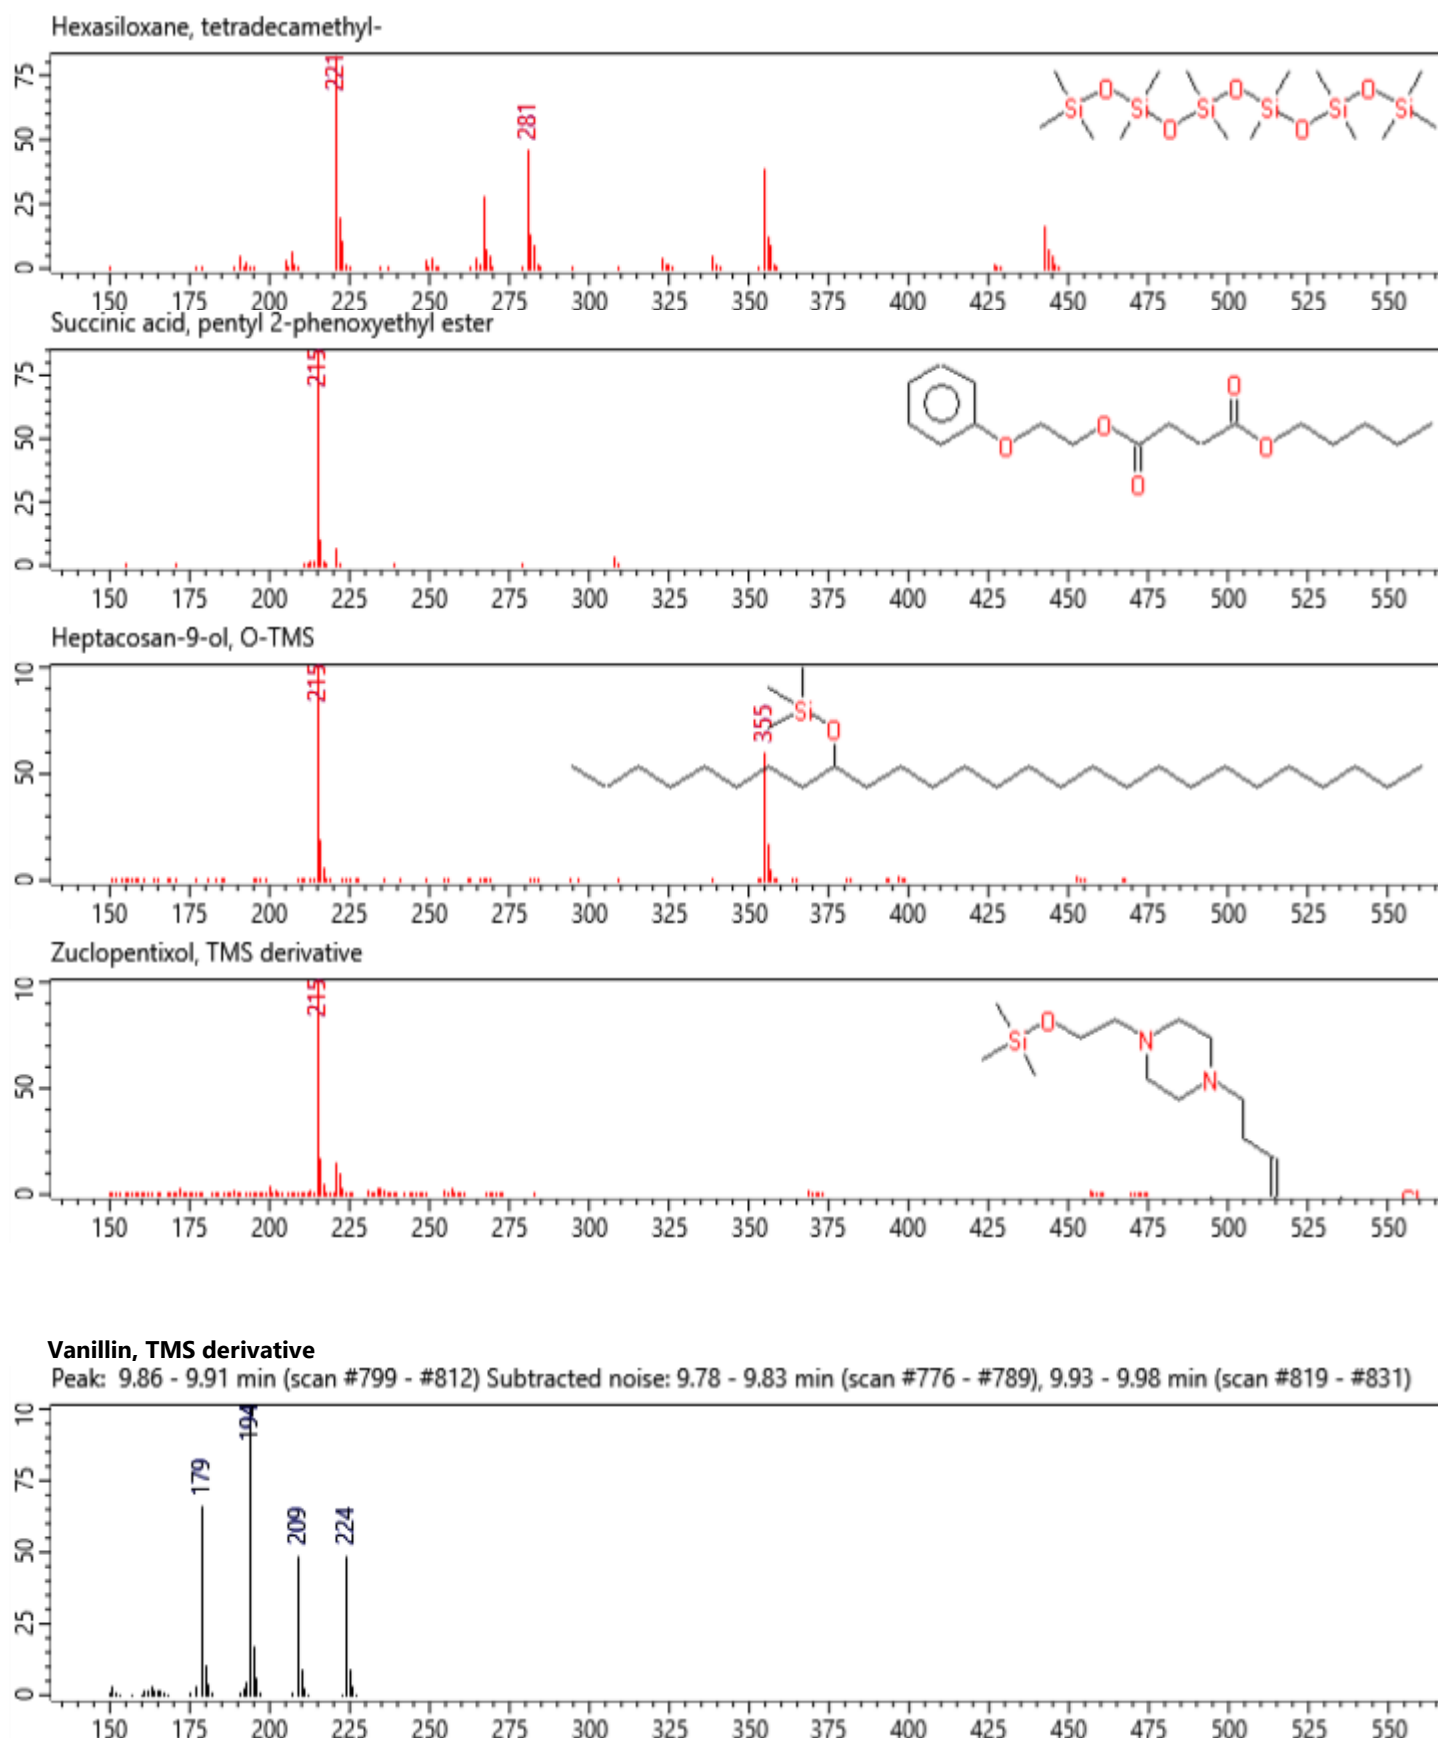 Hexasiloxane, tetradecamethyl-
75
50
25
0
221
281
Si O Si O Si O Si O Si O Si
150 175 200 225 250 275 300 325 350 375 400 425 450 475 500 525 550
Succinic acid, pentyl 2-phenoxyethyl ester
75
50
25
0
215
O O O O O
150 175 200 225 250 275 300 325 350 375 400 425 450 475 500 525 550
Heptacosan-9-ol, O-TMS
10
50
0
215
355
Si O
150 175 200 225 250 275 300 325 350 375 400 425 450 475 500 525 550
Zuclopentixol, TMS derivative
10
50
0
215
Si O N N
150 175 200 225 250 275 300 325 350 375 400 425 450 475 500 525 550
Vanillin, TMS derivative
Peak: 9.86 - 9.91 min (scan #799 - #812) Subtracted noise: 9.78 - 9.83 min (scan #776 - #789), 9.93 - 9.98 min (scan #819 - #831)
10
75
50
25
0
179
194
209
224
150 175 200 225 250 275 300 325 350 375 400 425 450 475 500 525 550